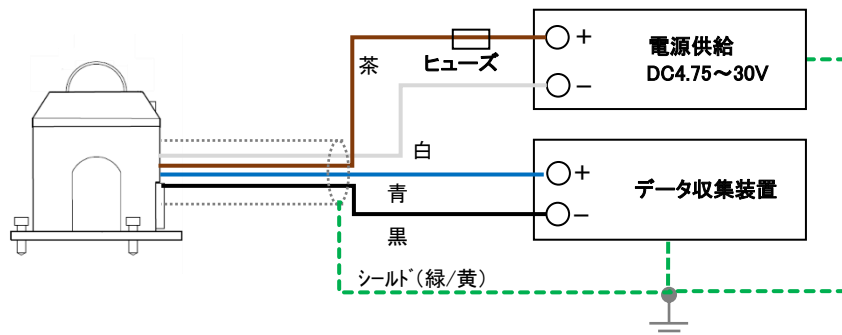 +
電源供給
DC4.75～30V
ヒューズ
茶
－
白
+
データ収集装置
青
－
黒
シールド(緑/黄)